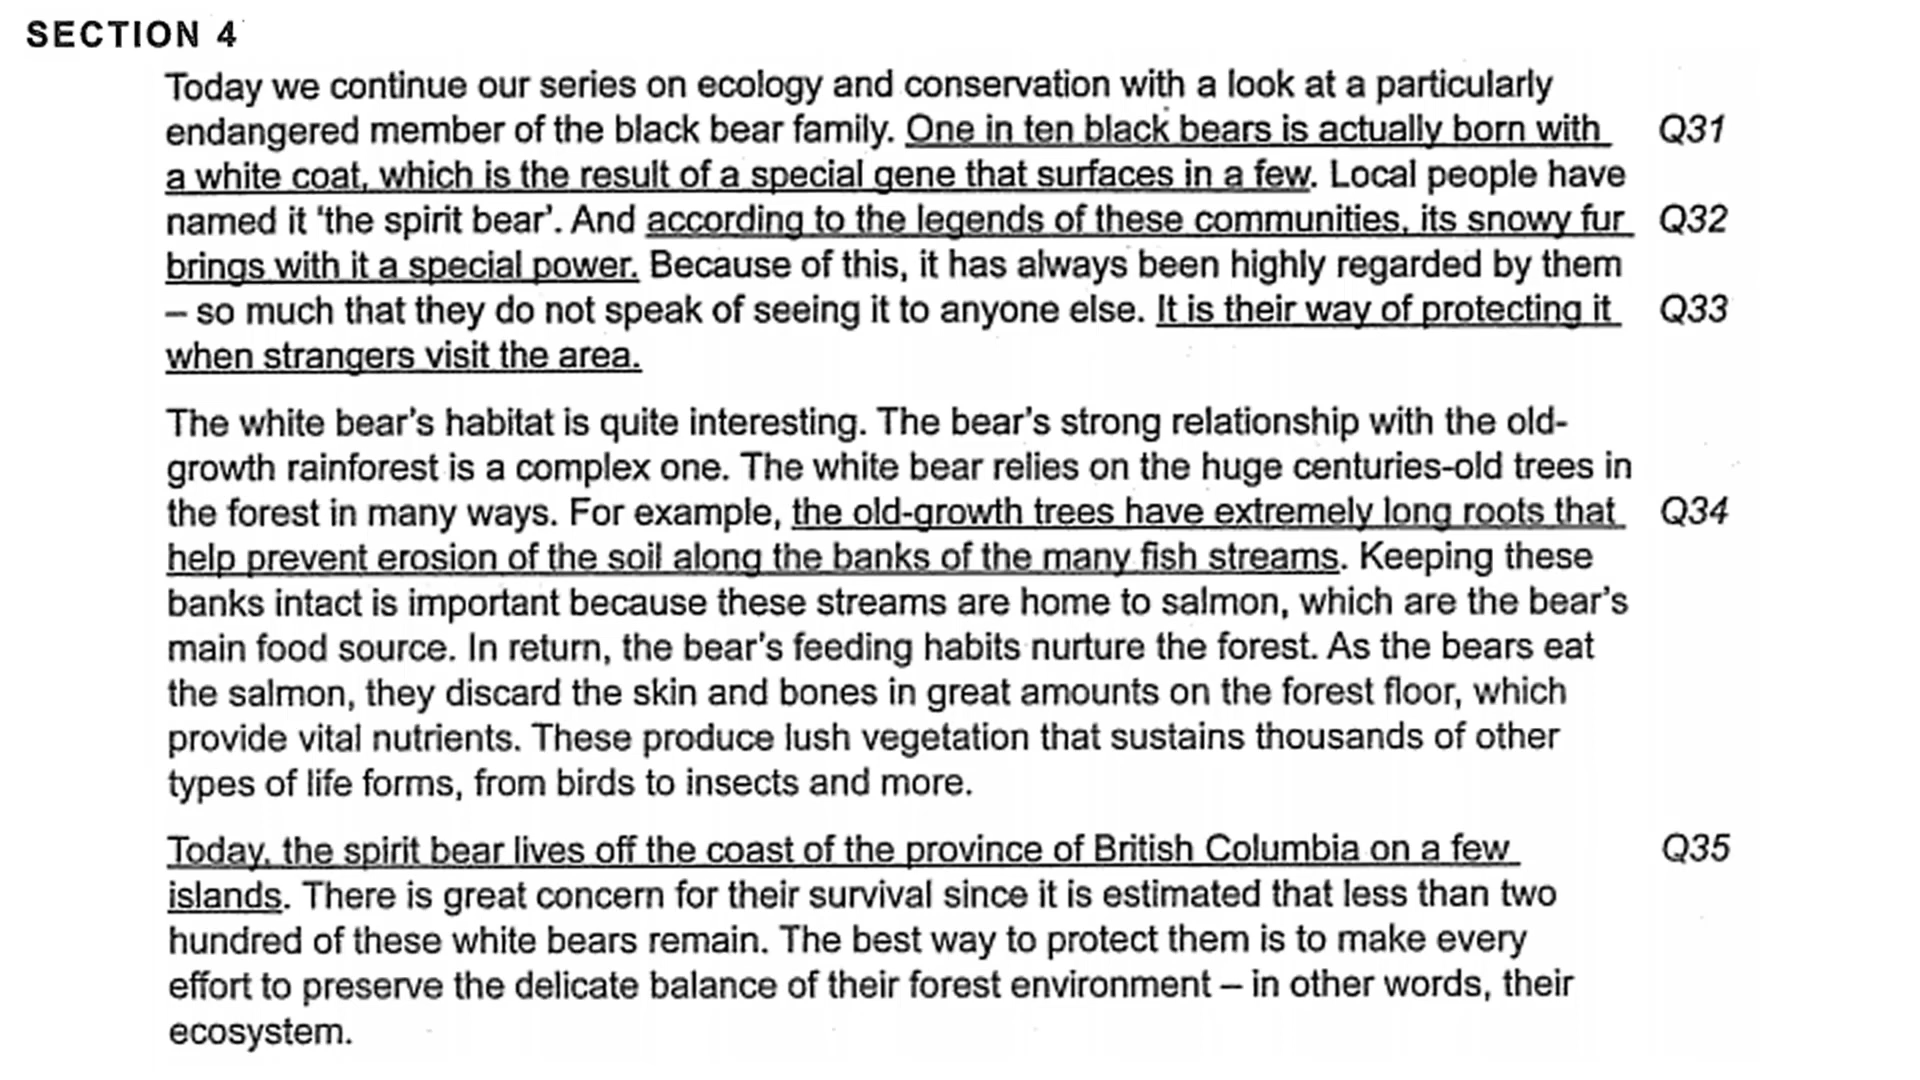 SECTION 4
Today we continue our series on ecology and conservation with a look at a particularly
endangered member of the black bear family. One in ten black bears is actually born with Q31
a white coat, which is the result of a special gene that surfaces in a few. Local people have
named it ‘the spirit bear’. And according to the legends of these communities, its snowy fur Q32
brings with it a special power. Because of this, it has always been highly regarded by them
– so much that they do not speak of seeing it to anyone else. It is their way of protecting it Q33
when strangers visit the area.
The white bear’s habitat is quite interesting. The bear’s strong relationship with the old-
growth rainforest is a complex one. The white bear relies on the huge centuries-old trees in
the forest in many ways. For example, the old-growth trees have extremely long roots that Q34
help prevent erosion of the soil along the banks of the many fish streams. Keeping these
banks intact is important because these streams are home to salmon, which are the bear’s
main food source. In return, the bear’s feeding habits nurture the forest. As the bears eat
the salmon, they discard the skin and bones in great amounts on the forest floor, which
provide vital nutrients. These produce lush vegetation that sustains thousands of other
types of life forms, from birds to insects and more.
Today, the spirit bear lives off the coast of the province of British Columbia on a few Q35
islands. There is great concern for their survival since it is estimated that less than two
hundred of these white bears remain. The best way to protect them is to make every
effort to preserve the delicate balance of their forest environment – in other words, their
ecosystem.